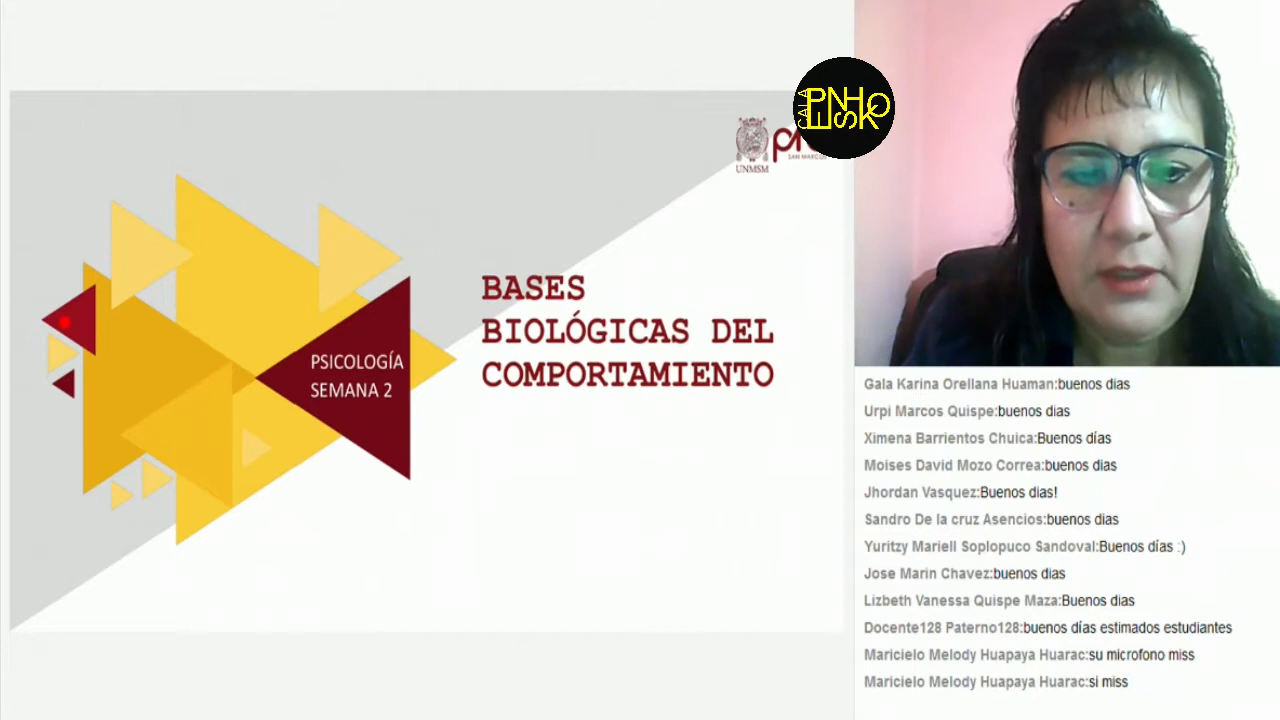 UNMSM
SAN MARCOS
BASES
BIOLÓGICAS DEL
COMPORTAMIENTO
PSICOLOGÍA
SEMANA 2
Gala Karina Orellana Huaman:buenos dias
Urpi Marcos Quispe:buenos dias
Ximena Barrientos Chuica:Buenos días
Moises David Mozo Correa:buenos dias
Jhordan Vasquez:Buenos dias!
Sandro De la cruz Asencios:buenos dias
Yuritzy Mariell Soplopuco Sandoval:Buenos días :)
Jose Marin Chavez:buenos dias
Lizbeth Vanessa Quispe Maza:Buenos dias
Docente128 Paterno128:buenos días estimados estudiantes
Maricielo Melody Huapaya Huarac:su microfono miss
Maricielo Melody Huapaya Huarac:si miss